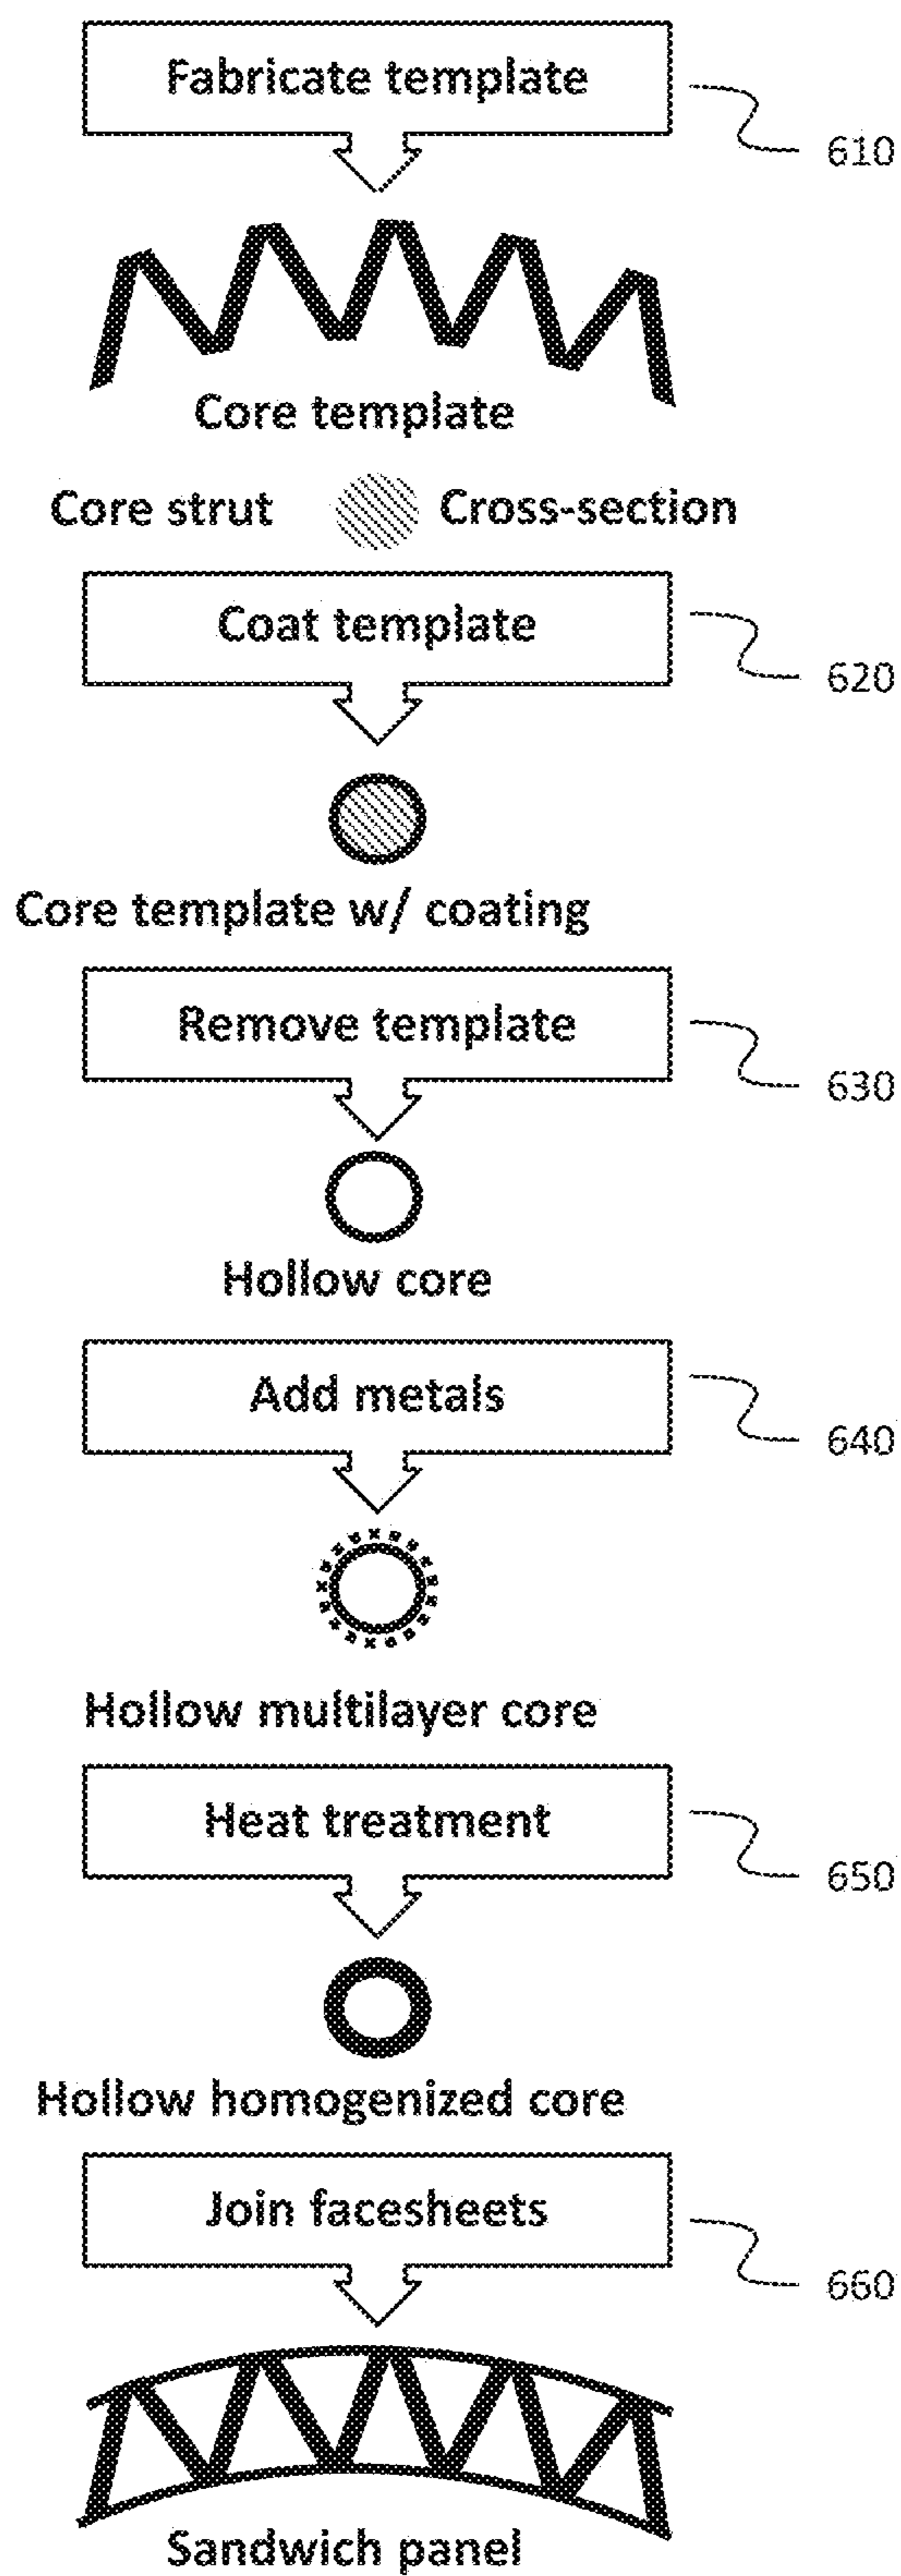 Fabricate template
610
Core template
Core strut Cross-section
Coat template
620
Core template w/ coating
Remove template
630
Hollow core
Add metals
640
Hollow multilayer core
Heat treatment
650
Hollow homogenized core
Join facesheets
660
Sandwich panel